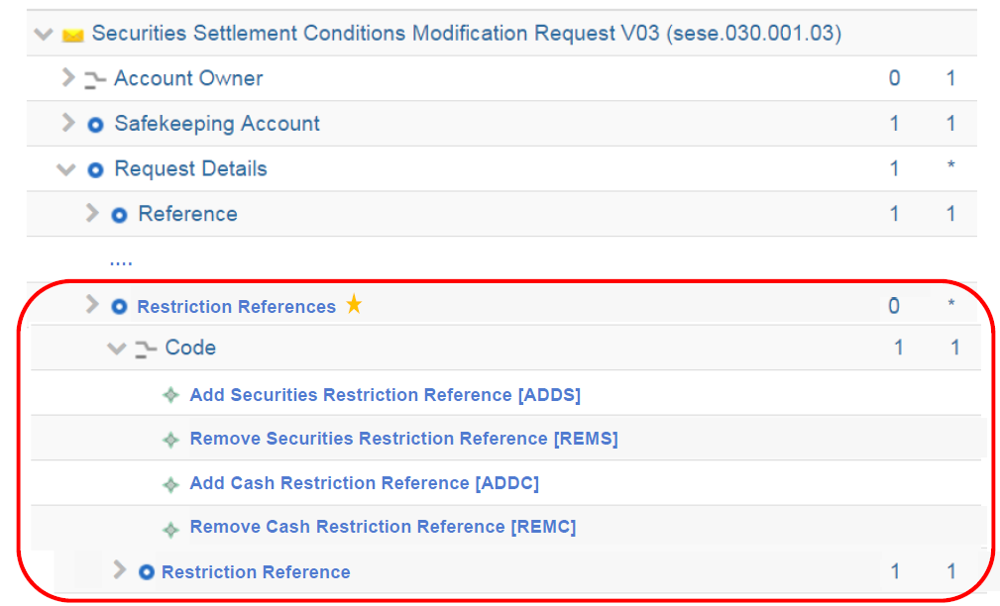 Securities Settlement Conditions Modification Request V03 (sese.030.001.03)
Account Owner 0 1
Safekeeping Account 1 1
Request Details 1 *
Reference 1 1
....
Restriction References 0 *
Code 1 1
Add Securities Restriction Reference [ADDS]
Remove Securities Restriction Reference [REMS]
Add Cash Restriction Reference [ADDC]
Remove Cash Restriction Reference [REMC]
Restriction Reference 1 1